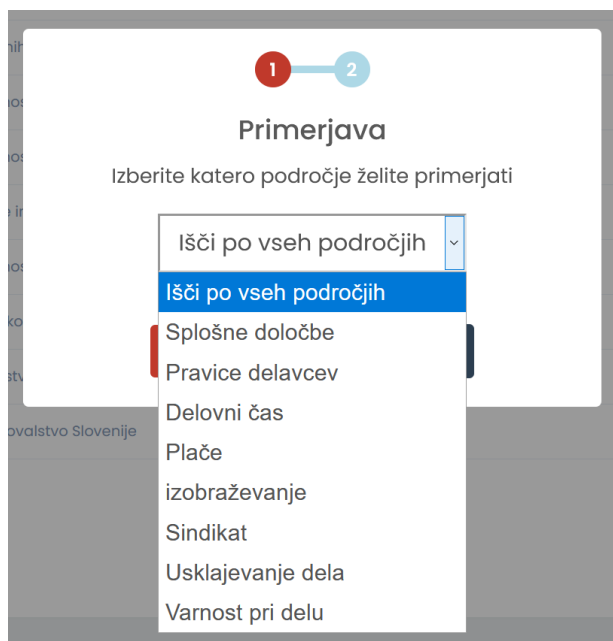 1 2
Primerjava
Izberite katero področje želite primerjati
Išči po vseh področjih
Išči po vseh področjih
Splošne določbe
Pravice delavcev
Delovni čas
Plače
izobraževanje
Sindikat
Usklajevanje dela
Varnost pri delu
ovalstvo Slovenije